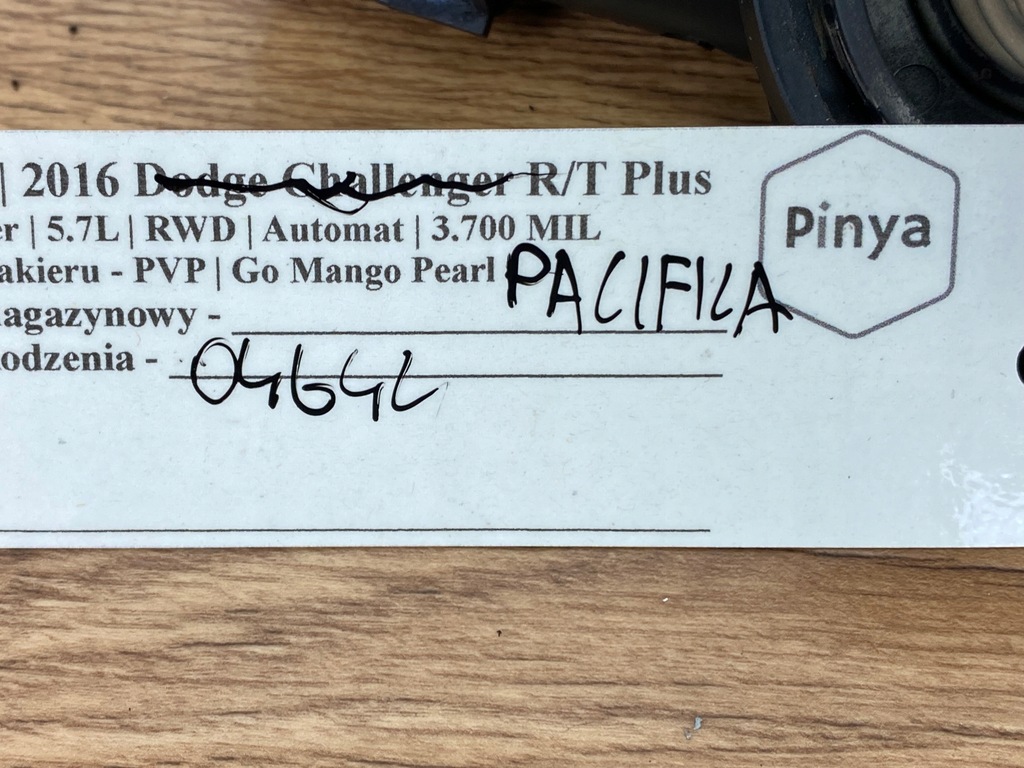 | 2016 Dodge Challenger R/T Plus
er | 5.7L | RWD | Automat | 3.700 MIL
akieru - PVP | Go Mango Pearl
PACIFICA
Pinya
magazynowy -
odzenia - 04642